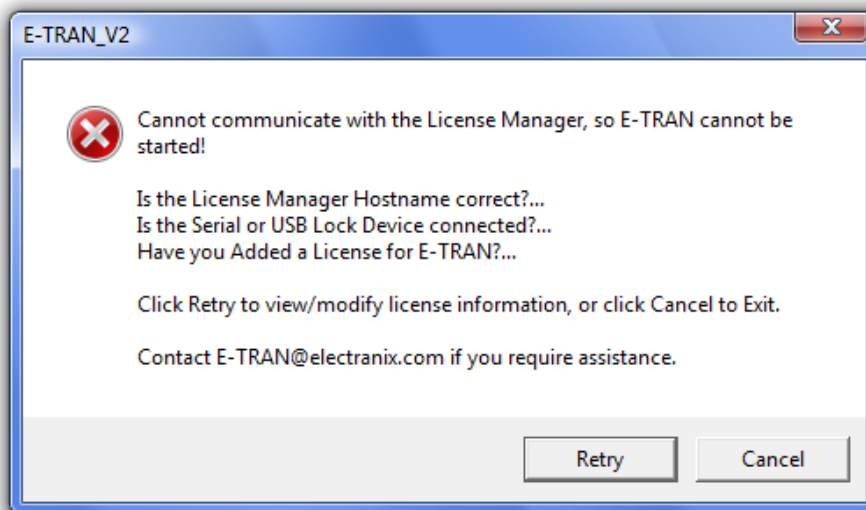 E-TRAN_V2
Cannot communicate with the License Manager, so E-TRAN cannot be
started!
Is the License Manager Hostname correct?...
Is the Serial or USB Lock Device connected?...
Have you Added a License for E-TRAN?...
Click Retry to view/modify license information, or click Cancel to Exit.
Contact E-TRAN@electranix.com if you require assistance.
Retry
Cancel